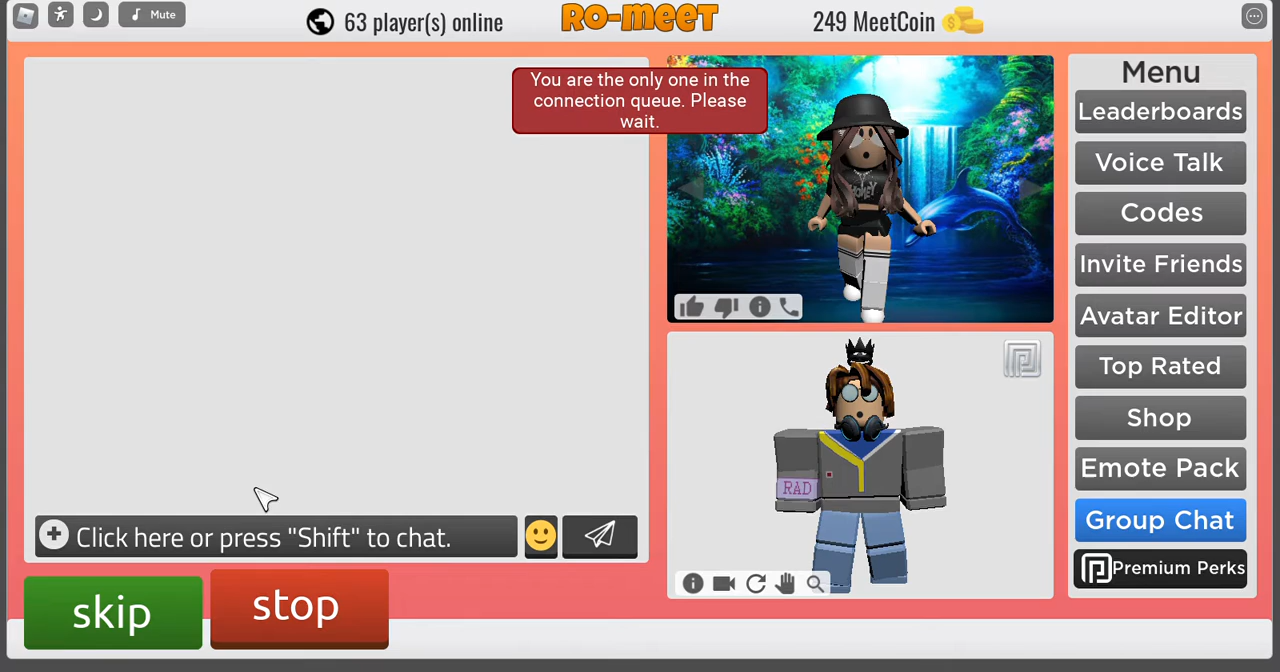 Mute
63 player(s) online
RO-MEET
249 MeetCoin
You are the only one in the
connection queue. Please
wait.
Menu
Leaderboards
Voice Talk
Codes
Invite Friends
Avatar Editor
Top Rated
Shop
Emote Pack
Group Chat
Premium Perks
RAD
Click here or press "Shift" to chat.
skip
stop